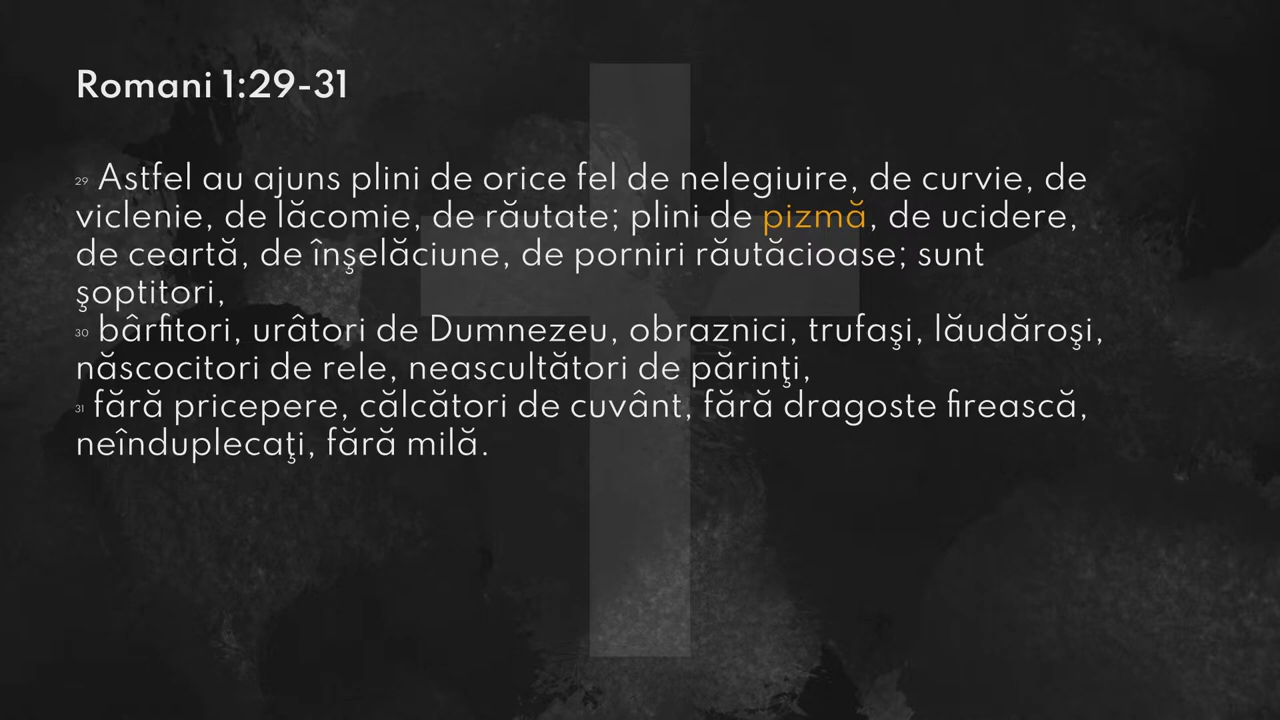 Romani 1:29-31
29 Astfel au ajuns plini de orice fel de nelegiuire, de curvie, de
viclenie, de lăcomie, de răutate; plini de pizmă, de ucidere,
de ceartă, de înşelăciune, de porniri răutăcioase; sunt
şoptitori,
30 bârfitori, urâtori de Dumnezeu, obraznici, trufaşi, lăudăroşi,
născocitori de rele, neascultători de părinţi,
31 fără pricepere, călcători de cuvânt, fără dragoste firească,
neînduplecaţi, fără milă.